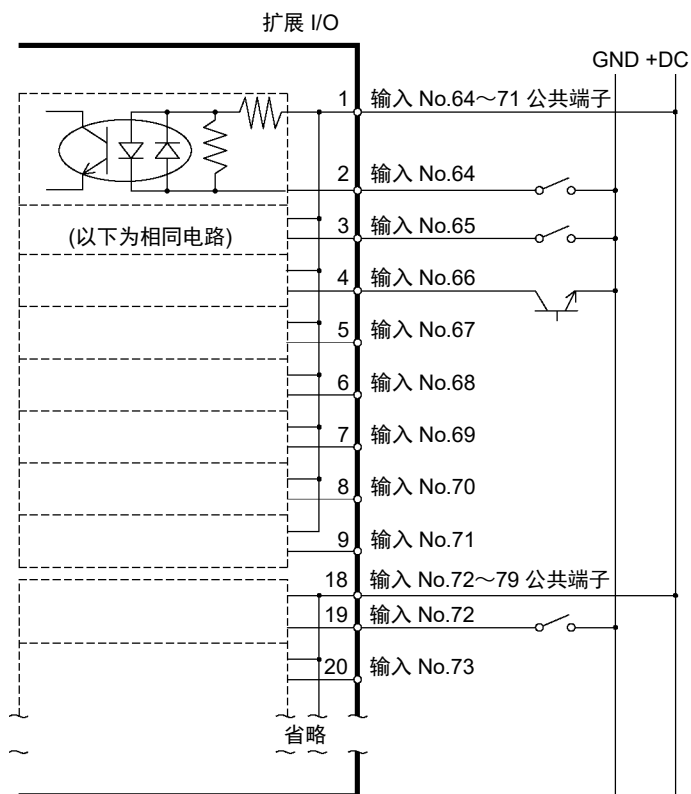 扩展 I/O
GND +DC
1 输入 No.64～71 公共端子
2 输入 No.64
3 输入 No.65
(以下为相同电路)
4 输入 No.66
5 输入 No.67
6 输入 No.68
7 输入 No.69
8 输入 No.70
9 输入 No.71
18 输入 No.72～79 公共端子
19 输入 No.72
20 输入 No.73
省略